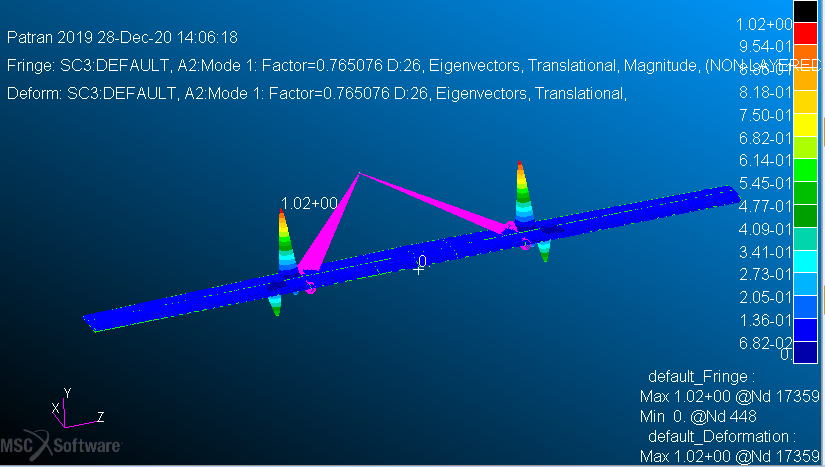 Patran 2019 28-Dec-20 14:06:18
Fringe: SC3:DEFAULT, A2:Mode 1: Factor=0.765076 D:26, Eigenvectors, Translational, Magnitude, (NON-LAYERED
Deform: SC3:DEFAULT, A2:Mode 1: Factor=0.765076 D:26, Eigenvectors, Translational,
1.02+00
9.54-01
8.18-01
7.50-01
6.82-01
6.14-01
5.45-01
4.77-01
4.09-01
3.41-01
2.73-01
2.05-01
1.36-01
6.82-02
0.
1.02+00
0
default_Fringe :
Max 1.02+00 @Nd 17359
Min 0. @Nd 448
default_Deformation :
Max 1.02+00 @Nd 17359
Y
X
Z
MSC Software